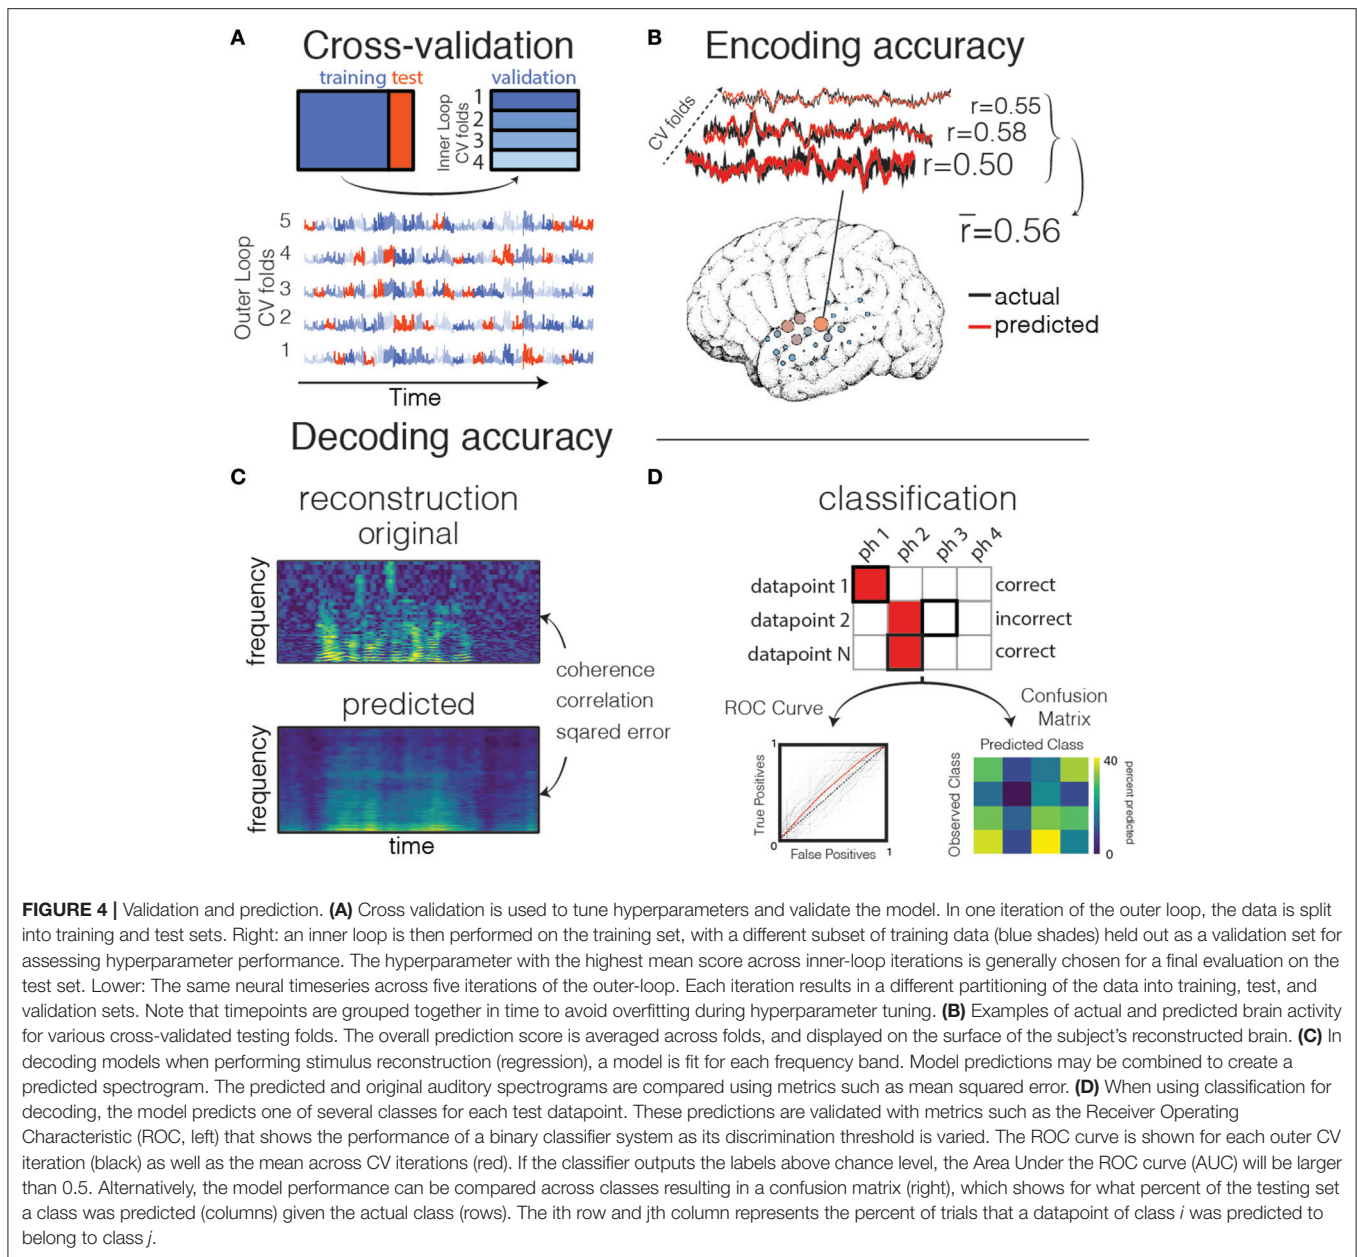 A
Cross-validation
training test
validation
Inner Loop
CV folds
1
2
3
4
Outer Loop
CV folds
5
4
3
2
1
Time
B
Encoding accuracy
CV folds
r=0.55
r=0.58
r=0.50
r=0.56
actual
predicted
Decoding accuracy
C
reconstruction
original
frequency
predicted
frequency
time
coherence
correlation
sqared error
D
classification
ph 1
ph 2
ph 3
ph 4
datapoint 1
correct
datapoint 2
incorrect
datapoint N
correct
ROC Curve
Confusion
Matrix
True Positives
1
0
False Positives
1
Predicted Class
Observed Class
40
0
percent predicted
FIGURE 4 | Validation and prediction. (A) Cross validation is used to tune hyperparameters and validate the model. In one iteration of the outer loop, the data is split
into training and test sets. Right: an inner loop is then performed on the training set, with a different subset of training data (blue shades) held out as a validation set for
assessing hyperparameter performance. The hyperparameter with the highest mean score across inner-loop iterations is generally chosen for a final evaluation on the
test set. Lower: The same neural timeseries across five iterations of the outer-loop. Each iteration results in a different partitioning of the data into training, test, and
validation sets. Note that timepoints are grouped together in time to avoid overfitting during hyperparameter tuning. (B) Examples of actual and predicted brain activity
for various cross-validated testing folds. The overall prediction score is averaged across folds, and displayed on the surface of the subject's reconstructed brain. (C) In
decoding models when performing stimulus reconstruction (regression), a model is fit for each frequency band. Model predictions may be combined to create a
predicted spectrogram. The predicted and original auditory spectrograms are compared using metrics such as mean squared error. (D) When using classification for
decoding, the model predicts one of several classes for each test datapoint. These predictions are validated with metrics such as the Receiver Operating
Characteristic (ROC, left) that shows the performance of a binary classifier system as its discrimination threshold is varied. The ROC curve is shown for each outer CV
iteration (black) as well as the mean across CV iterations (red). If the classifier outputs the labels above chance level, the Area Under the ROC curve (AUC) will be larger
than 0.5. Alternatively, the model performance can be compared across classes resulting in a confusion matrix (right), which shows for what percent of the testing set
a class was predicted (columns) given the actual class (rows). The ith row and jth column represents the percent of trials that a datapoint of class i was predicted to
belong to class j.